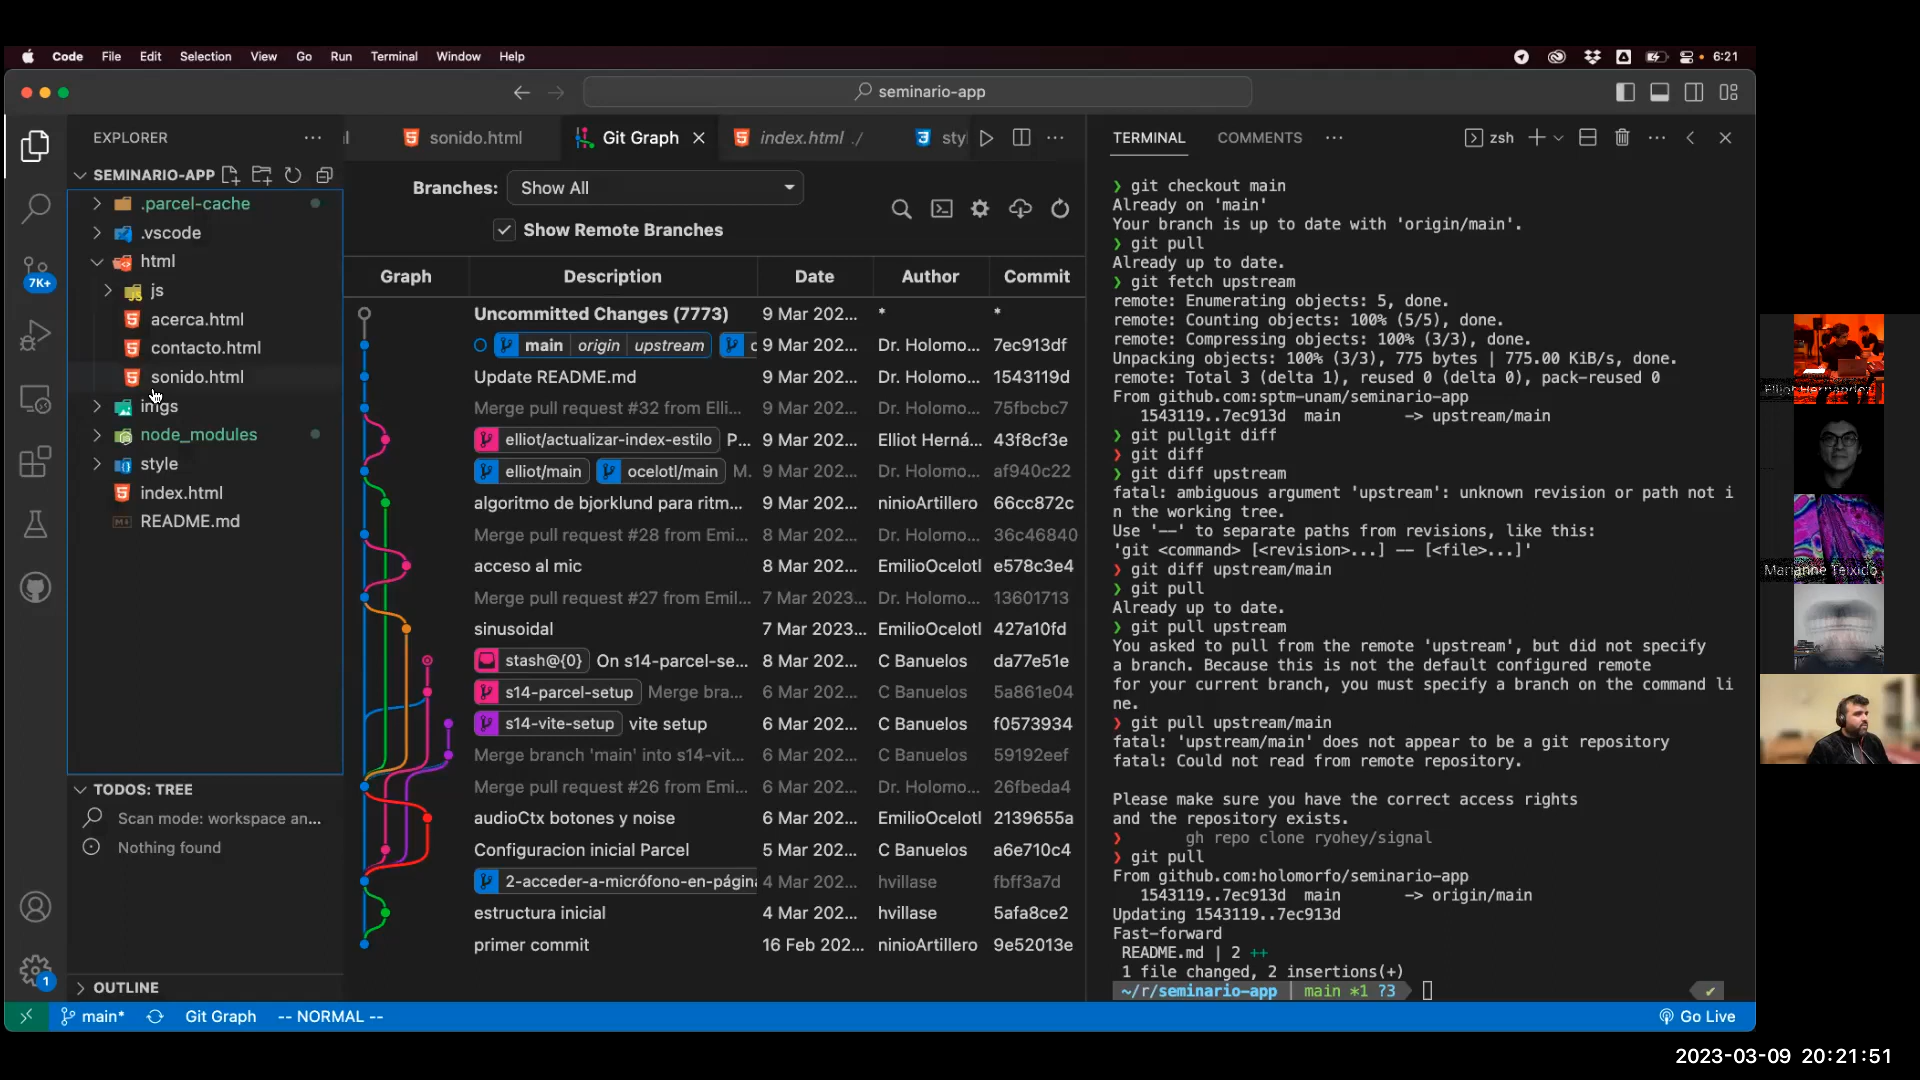 Code File Edit Selection View Go Run Terminal Window Help 6:21
seminario-app
EXPLORER
SEMINARIO-APP
.parcel-cache
.vscode
html
js
acerca.html
contacto.html
sonido.html
imgs
node_modules
style
index.html
README.md
7K+
TODOS: TREE
Scan mode: workspace an...
Nothing found
OUTLINE
1
sonido.html Git Graph index.html ./ sty
Branches: Show All
Show Remote Branches
Graph Description Date Author Commit
Uncommitted Changes (7773) 9 Mar 202... * *
main origin upstream 9 Mar 202... Dr. Holomo... 7ec913df
Update README.md 9 Mar 202... Dr. Holomo... 1543119d
Merge pull request #32 from Elli... 9 Mar 202... Dr. Holomo... 75fbcbc7
elliot/actualizar-index-estilo P... 9 Mar 202... Elliot Herná... 43f8cf3e
elliot/main ocelotl/main M. 9 Mar 202... Dr. Holomo... af940c22
algoritmo de bjorklund para ritm... 9 Mar 202... ninioArtillero 66cc872c
Merge pull request #28 from Emi... 8 Mar 202... Dr. Holomo... 36c46840
acceso al mic 8 Mar 202... EmilioOcelotl e578c3e4
Merge pull request #27 from Emil... 7 Mar 2023... Dr. Holomo... 13601713
sinusoidal 7 Mar 2023... EmilioOcelotl 427a10fd
stash@{0} On s14-parcel-se... 8 Mar 202... C Banuelos da77e51e
s14-parcel-setup Merge bra... 6 Mar 202... C Banuelos 5a861e04
s14-vite-setup vite setup 6 Mar 202... C Banuelos f0573934
Merge branch 'main' into s14-vit... 6 Mar 202... C Banuelos 59192eef
Merge pull request #26 from Emi... 6 Mar 202... Dr. Holomo... 26fbeda4
audioCtx botones y noise 6 Mar 202... EmilioOcelotl 2139655a
Configuracion inicial Parcel 5 Mar 202... C Banuelos a6e710c4
2-acceder-a-micrófono-en-página 4 Mar 202... hvillase fbff3a7d
estructura inicial 4 Mar 202... hvillase 5afa8ce2
primer commit 16 Feb 202... ninioArtillero 9e52013e
TERMINAL COMMENTS zsh
❯ git checkout main
Already on 'main'
Your branch is up to date with 'origin/main'.
❯ git pull
Already up to date.
❯ git fetch upstream
remote: Enumerating objects: 5, done.
remote: Counting objects: 100% (5/5), done.
remote: Compressing objects: 100% (3/3), done.
Unpacking objects: 100% (3/3), 775 bytes | 775.00 KiB/s, done.
remote: Total 3 (delta 1), reused 0 (delta 0), pack-reused 0
From github.com:sptm-unam/seminario-app
1543119..7ec913d main -> upstream/main
❯ git pullgit diff
❯ git diff
❯ git diff upstream
fatal: ambiguous argument 'upstream': unknown revision or path not i
n the working tree.
Use '--' to separate paths from revisions, like this:
'git <command> [<revision>...] -- [<file>...]'
❯ git diff upstream/main
❯ git pull
Already up to date.
❯ git pull upstream
You asked to pull from the remote 'upstream', but did not specify
a branch. Because this is not the default configured remote
for your current branch, you must specify a branch on the command li
ne.
❯ git pull upstream/main
fatal: 'upstream/main' does not appear to be a git repository
fatal: Could not read from remote repository.
Please make sure you have the correct access rights
and the repository exists.
❯ gh repo clone ryohey/signal
❯ git pull
From github.com:holomorfo/seminario-app
1543119..7ec913d main -> origin/main
Updating 1543119..7ec913d
Fast-forward
README.md | 2 ++
1 file changed, 2 insertions(+)
~/r/seminario-app | main *1 ?3
main* Git Graph -- NORMAL -- Go Live
Elliot Hernández
Marianne Teixido
2023-03-09 20:21:51